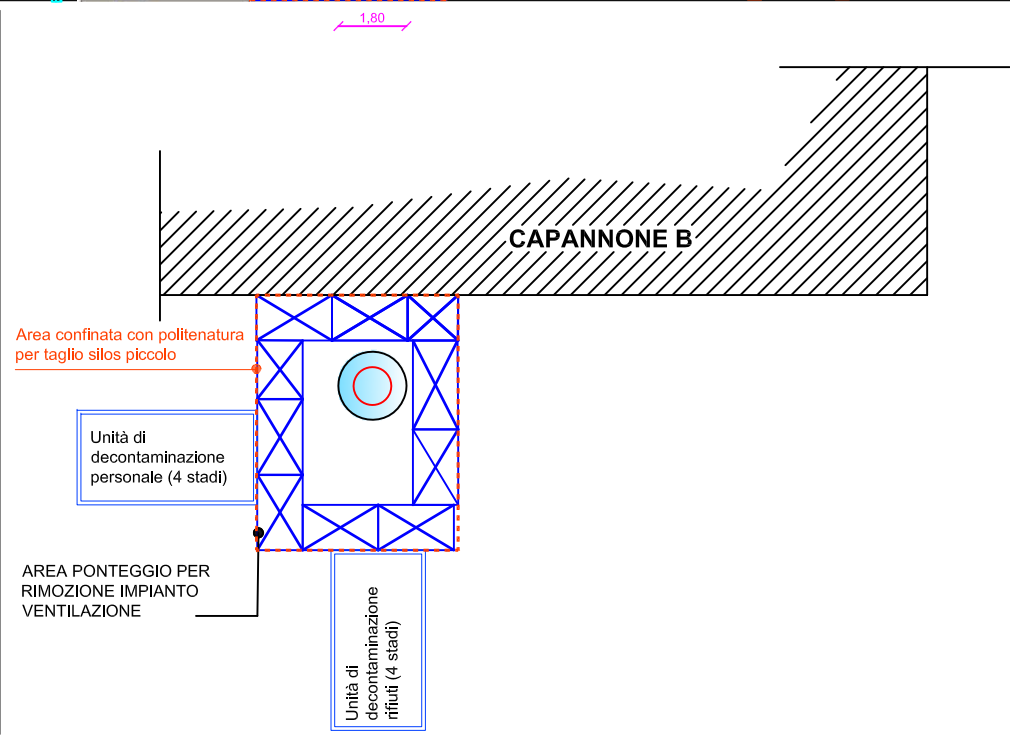 1,80
CAPANNONE B
Area confinata con politenatura
per taglio silos piccolo
Unità di
decontaminazione
personale (4 stadi)
AREA PONTEGGIO PER
RIMOZIONE IMPIANTO
VENTILAZIONE
Unità di
decontaminazione
rifiuti (4 stadi)